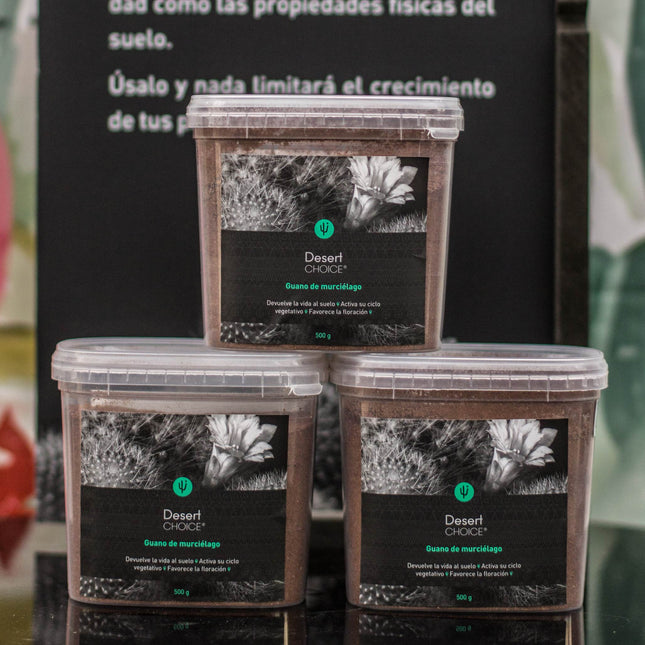 dad como las propiedades físicas del
suelo.
Úsalo y nada limitará el crecimiento
de tus
Desert
CHOICE®
Guano de murciélago
Devuelve la vida al suelo Activa su ciclo
vegetativo Favorece la floración
500 g
Desert
CHOICE®
Guano de murciélago
Devuelve la vida al suelo Activa su ciclo
vegetativo Favorece la floración
500 g
Desert
CHOICE®
Guano de murciélago
Devuelve la vida al suelo Activa su ciclo
vegetativo Favorece la floración
500 g